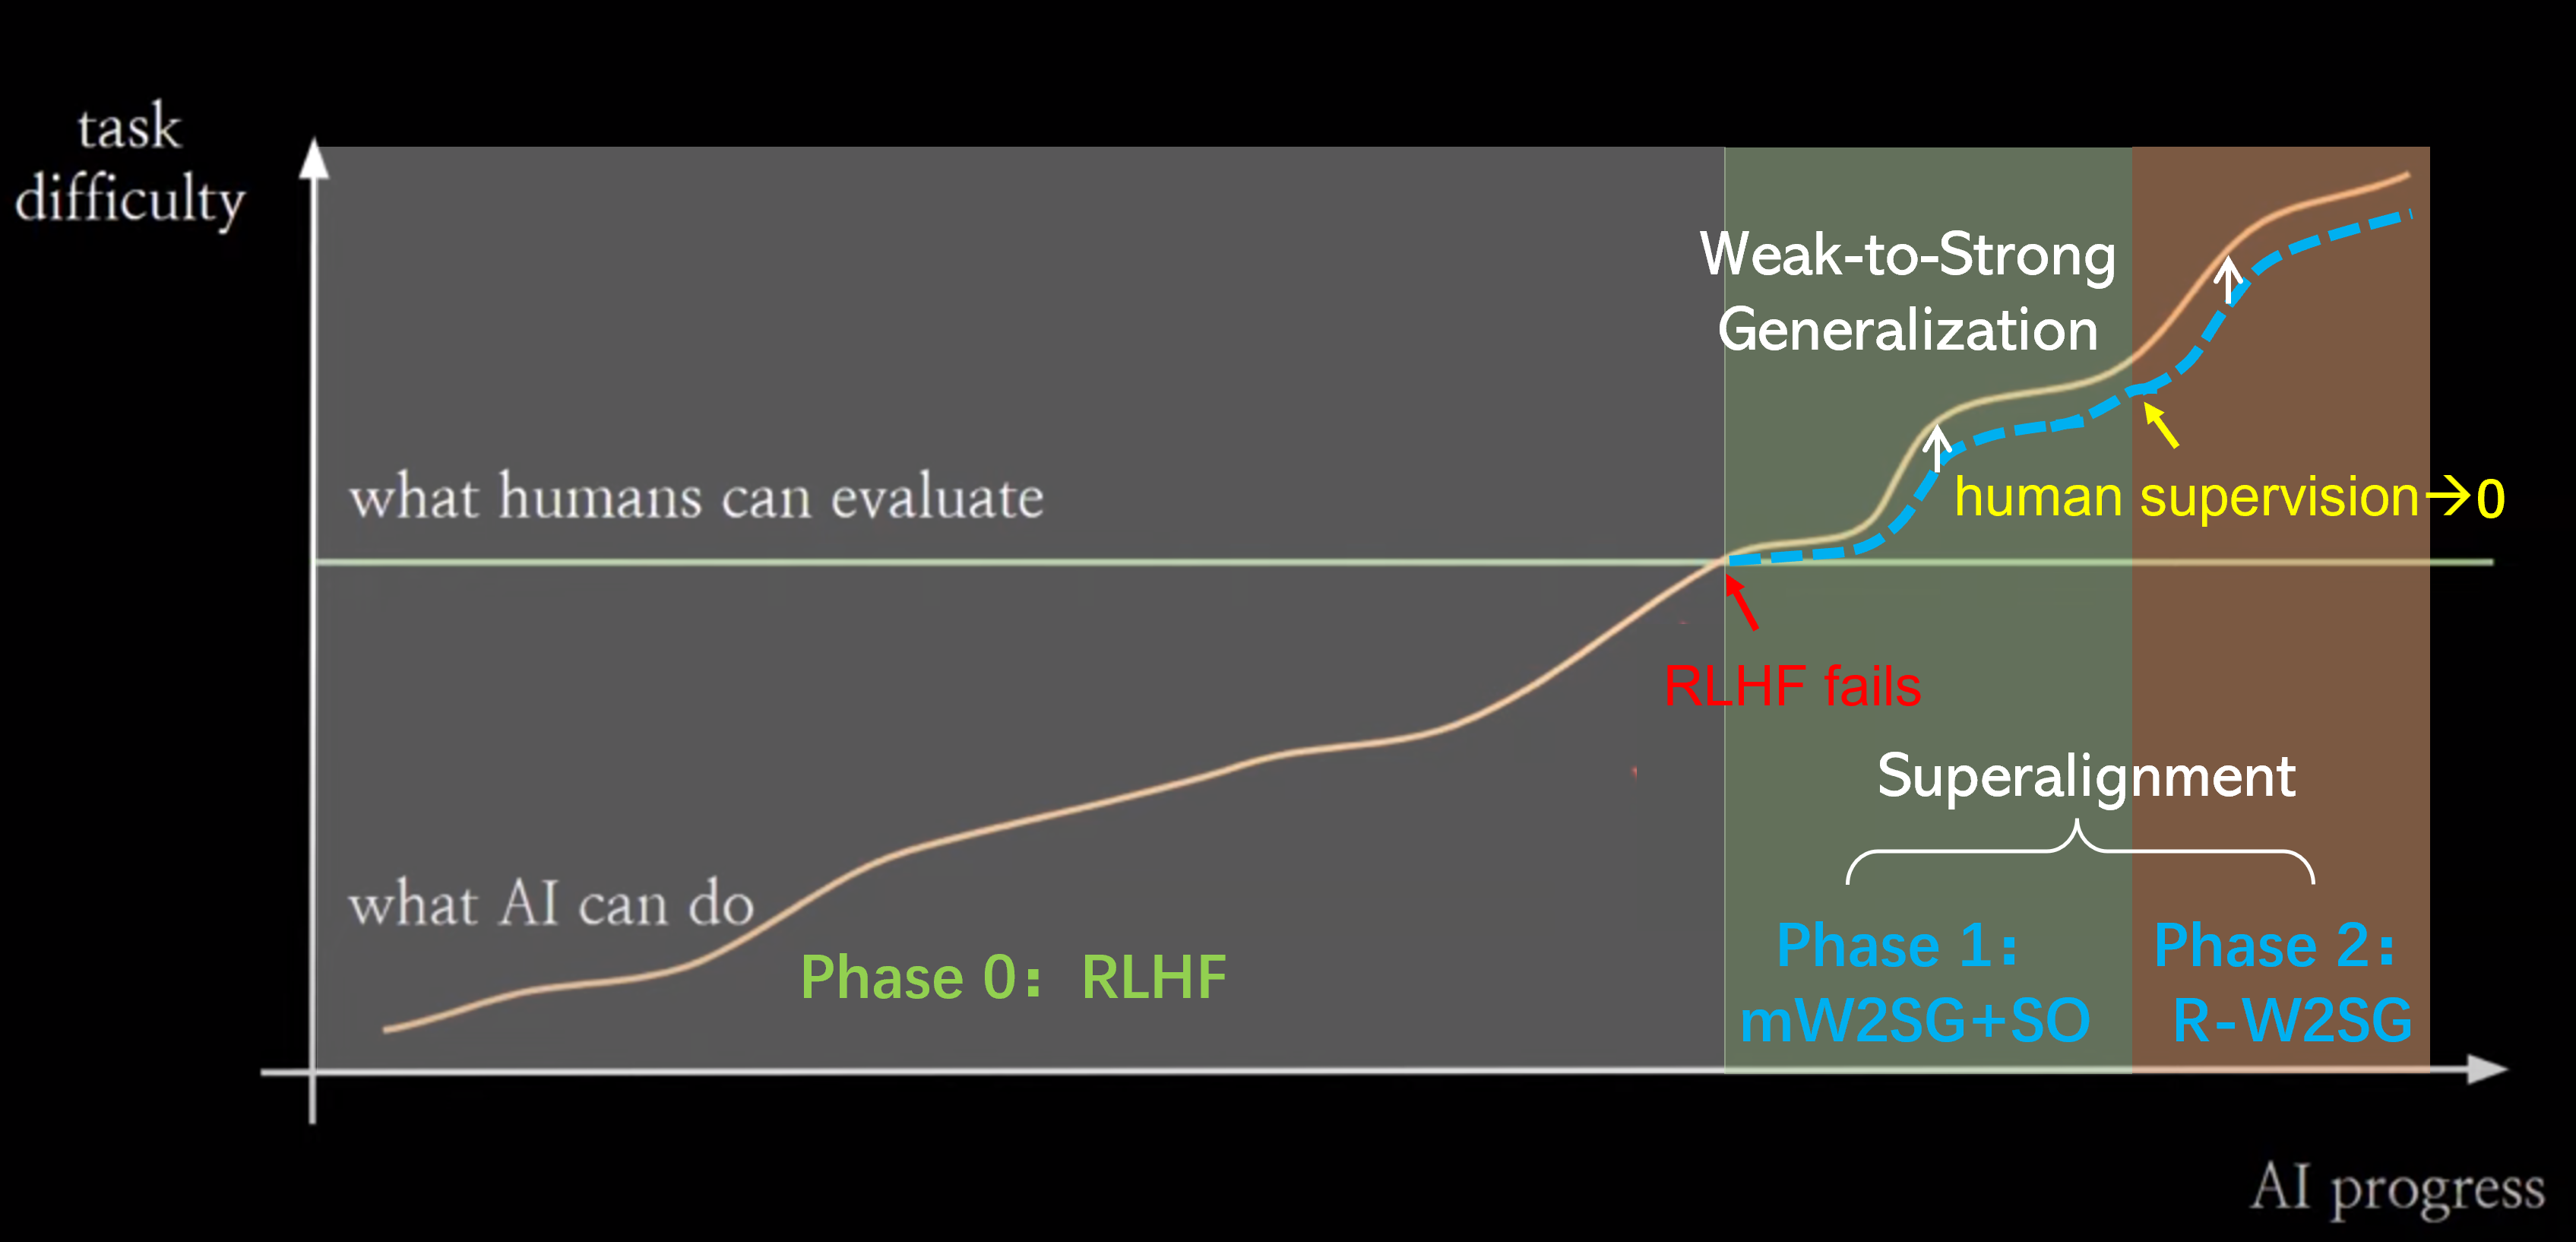 task
difficulty
Weak-to-Strong
Generalization
what humans can evaluate
human supervision→0
RLHF fails
Superalignment
what AI can do
Phase 0：RLHF
Phase 1：
mW2SG+SO
Phase 2：
R-W2SG
AI progress